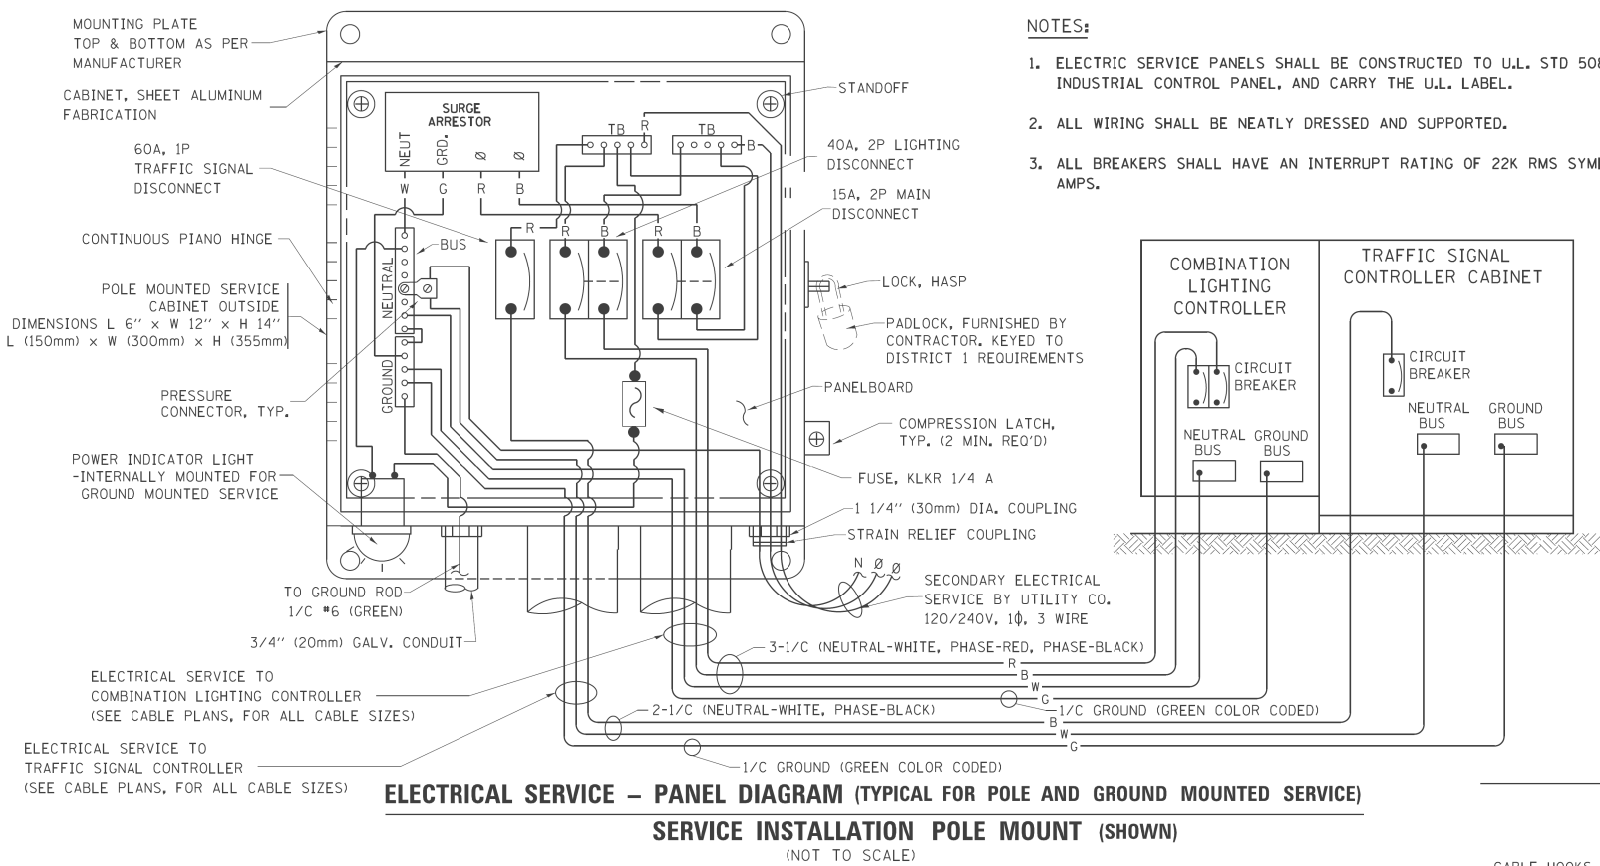 MOUNTING PLATE
TOP & BOTTOM AS PER
MANUFACTURER
CABINET, SHEET ALUMINUM
FABRICATION
60A, 1P
TRAFFIC SIGNAL
DISCONNECT
CONTINUOUS PIANO HINGE
POLE MOUNTED SERVICE
CABINET OUTSIDE
DIMENSIONS L 6'' x W 12'' x H 14''
L (150mm) x W (300mm) x H (355mm)
PRESSURE
CONNECTOR, TYP.
POWER INDICATOR LIGHT
-INTERNALLY MOUNTED FOR
GROUND MOUNTED SERVICE
TO GROUND ROD
1/C #6 (GREEN)
3/4'' (20mm) GALV. CONDUIT
ELECTRICAL SERVICE TO
COMBINATION LIGHTING CONTROLLER
(SEE CABLE PLANS, FOR ALL CABLE SIZES)
ELECTRICAL SERVICE TO
TRAFFIC SIGNAL CONTROLLER
(SEE CABLE PLANS, FOR ALL CABLE SIZES)
SURGE
ARRESTOR
NEUT
GRD.
Ø
Ø
W
G
R
B
TB
R
TB
B
R
R
B
R
B
BUS
NEUTRAL
GROUND
STANDOFF
40A, 2P LIGHTING
DISCONNECT
15A, 2P MAIN
DISCONNECT
LOCK, HASP
PADLOCK, FURNISHED BY
CONTRACTOR. KEYED TO
DISTRICT 1 REQUIREMENTS
PANELBOARD
COMPRESSION LATCH,
TYP. (2 MIN. REQ'D)
FUSE, KLKR 1/4 A
1 1/4'' (30mm) DIA. COUPLING
STRAIN RELIEF COUPLING
N Ø Ø
SECONDARY ELECTRICAL
SERVICE BY UTILITY CO.
120/240V, 1ϕ, 3 WIRE
3-1/C (NEUTRAL-WHITE, PHASE-RED, PHASE-BLACK)
R
B
W
G
1/C GROUND (GREEN COLOR CODED)
2-1/C (NEUTRAL-WHITE, PHASE-BLACK)
B
W
G
1/C GROUND (GREEN COLOR CODED)
NOTES:
1. ELECTRIC SERVICE PANELS SHALL BE CONSTRUCTED TO U.L. STD 508
INDUSTRIAL CONTROL PANEL, AND CARRY THE U.L. LABEL.
2. ALL WIRING SHALL BE NEATLY DRESSED AND SUPPORTED.
3. ALL BREAKERS SHALL HAVE AN INTERRUPT RATING OF 22K RMS SYM
AMPS.
COMBINATION
LIGHTING
CONTROLLER
CIRCUIT
BREAKER
NEUTRAL
BUS
GROUND
BUS
TRAFFIC SIGNAL
CONTROLLER CABINET
CIRCUIT
BREAKER
NEUTRAL
BUS
GROUND
BUS
ELECTRICAL SERVICE – PANEL DIAGRAM (TYPICAL FOR POLE AND GROUND MOUNTED SERVICE)
SERVICE INSTALLATION POLE MOUNT (SHOWN)
(NOT TO SCALE)
CABLE HOOKS